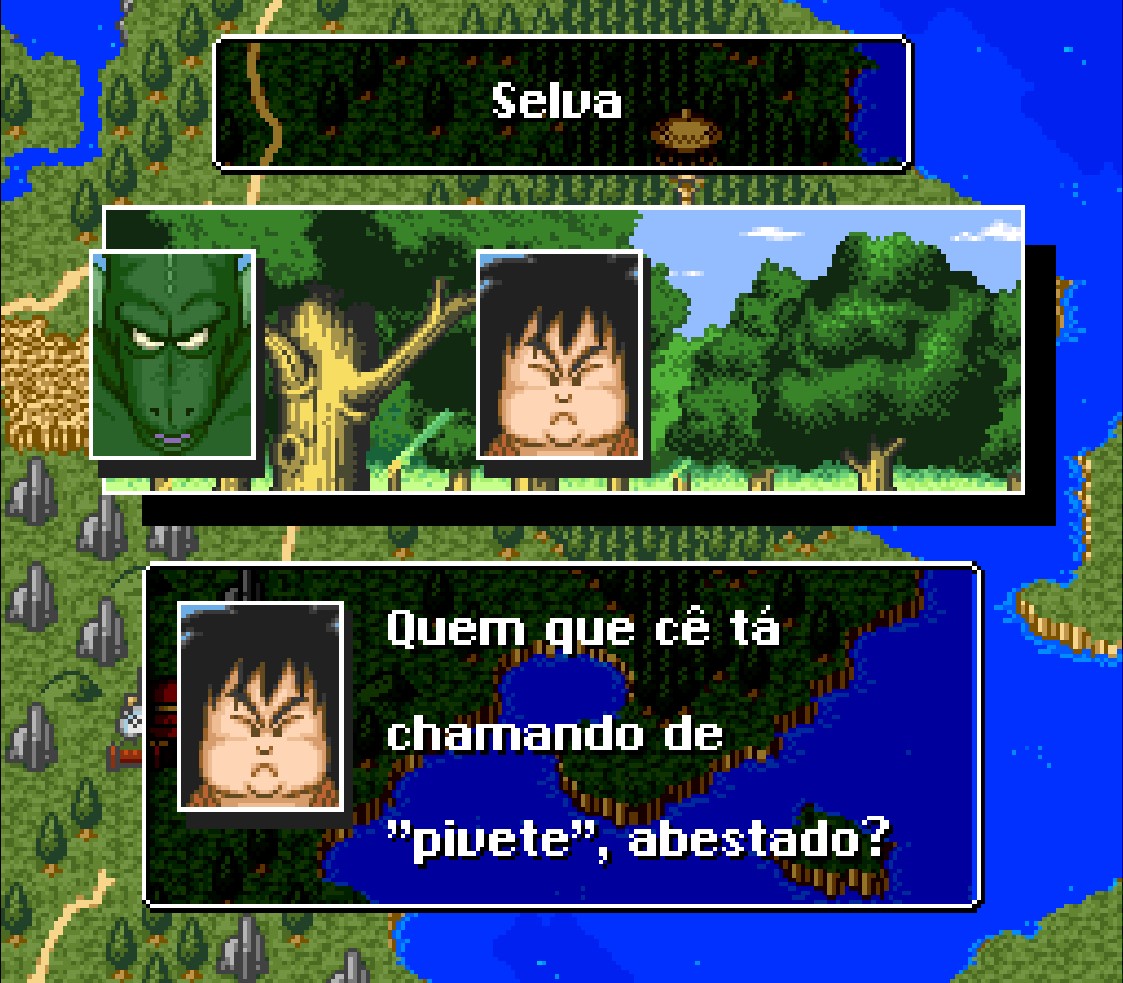 Selva
Quem que cê tá
chamando de
"pivete", abestado?